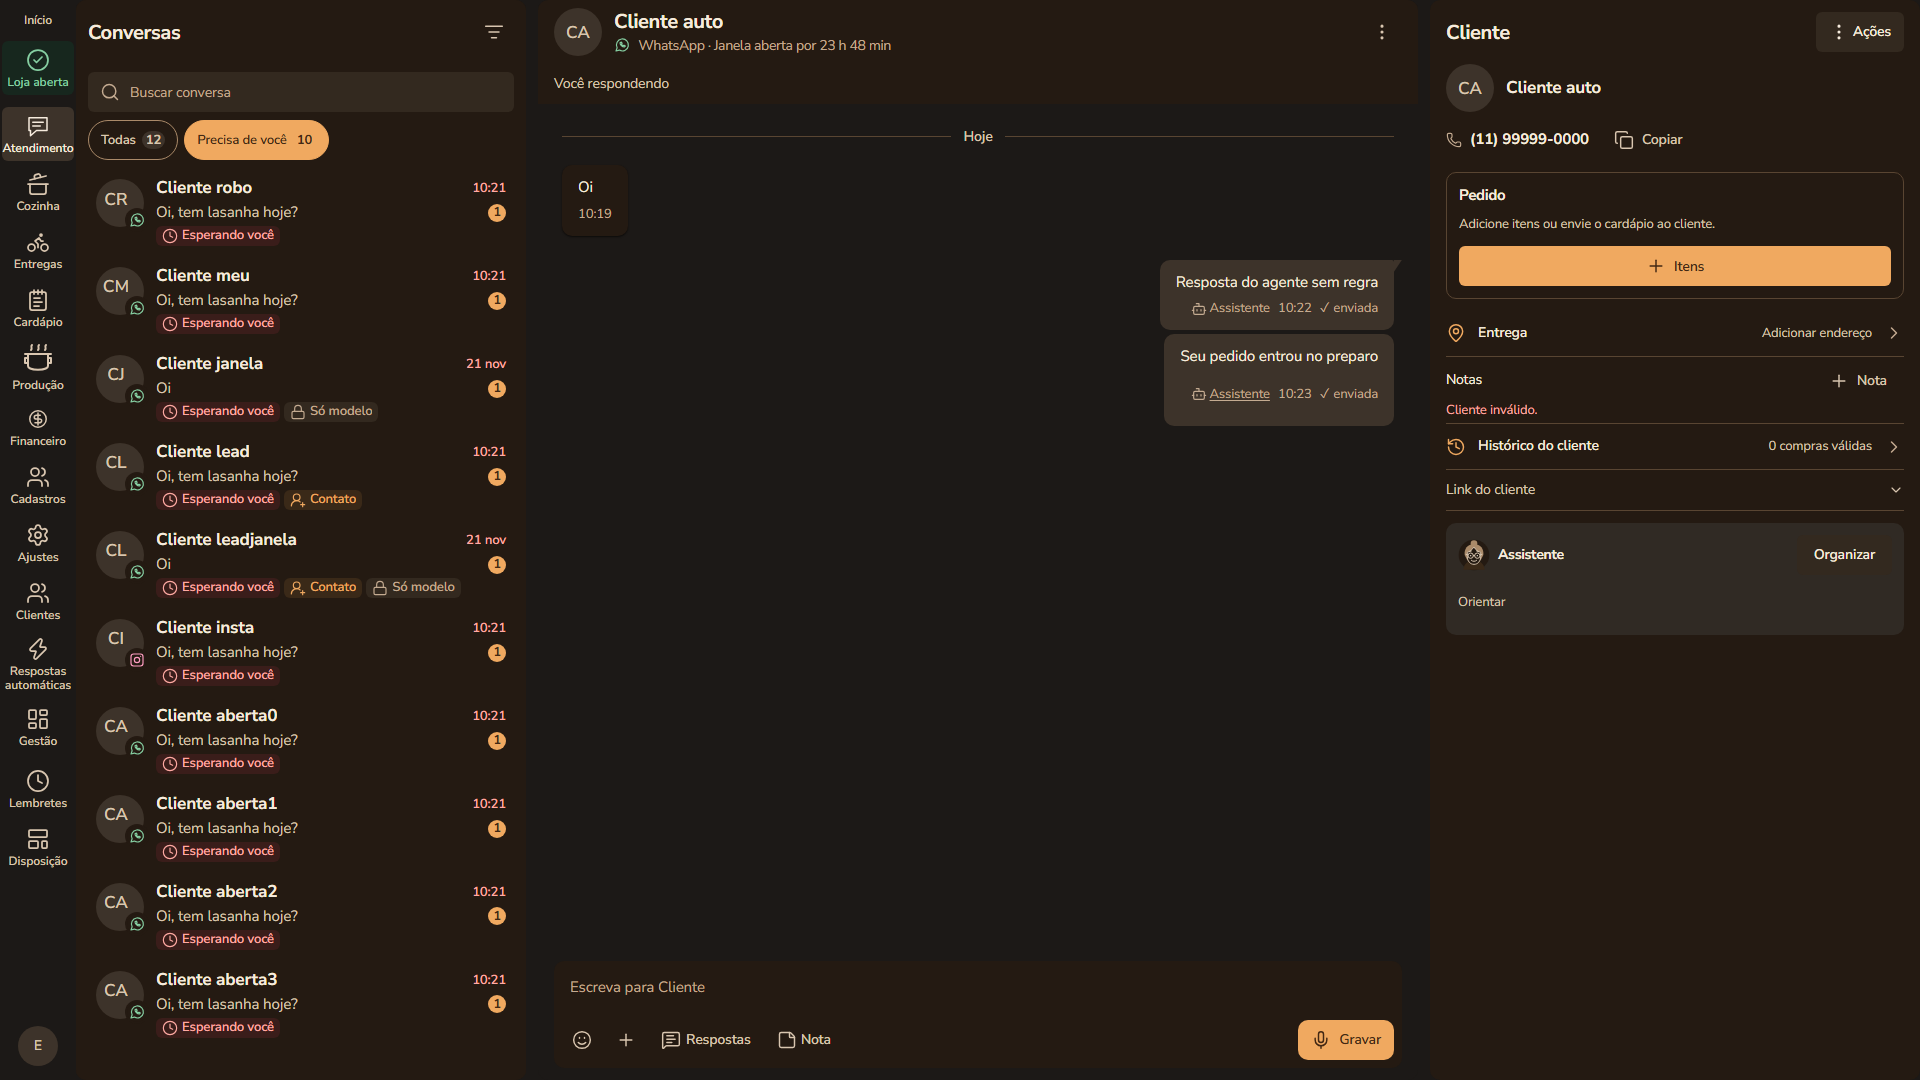 Início
Loja aberta
Atendimento
Cozinha
Entregas
Cardápio
Produção
Financeiro
Cadastros
Ajustes
Clientes
Respostas
automáticas
Gestão
Lembretes
Disposição
E
Conversas
Buscar conversa
Todas 12
Precisa de você 10
CR
Cliente robo 10:21
Oi, tem lasanha hoje? 1
Esperando você
CM
Cliente meu 10:21
Oi, tem lasanha hoje? 1
Esperando você
CJ
Cliente janela 21 nov
Oi 1
Esperando você Só modelo
CL
Cliente lead 10:21
Oi, tem lasanha hoje? 1
Esperando você Contato
CL
Cliente leadjanela 21 nov
Oi 1
Esperando você Contato Só modelo
CI
Cliente insta 10:21
Oi, tem lasanha hoje? 1
Esperando você
CA
Cliente aberta0 10:21
Oi, tem lasanha hoje? 1
Esperando você
CA
Cliente aberta1 10:21
Oi, tem lasanha hoje? 1
Esperando você
CA
Cliente aberta2 10:21
Oi, tem lasanha hoje? 1
Esperando você
CA
Cliente aberta3 10:21
Oi, tem lasanha hoje? 1
Esperando você
CA
Cliente auto
WhatsApp · Janela aberta por 23 h 48 min
Você respondendo
Hoje
Oi
10:19
Resposta do agente sem regra
Assistente 10:22 ✓ enviada
Seu pedido entrou no preparo
Assistente 10:23 ✓ enviada
Escreva para Cliente
Respostas
Nota
Gravar
Cliente
Ações
CA
Cliente auto
(11) 99999-0000
Copiar
Pedido
Adicione itens ou envie o cardápio ao cliente.
Itens
Entrega Adicionar endereço
Notas Nota
Cliente inválido.
Histórico do cliente 0 compras válidas
Link do cliente
Assistente Organizar
Orientar